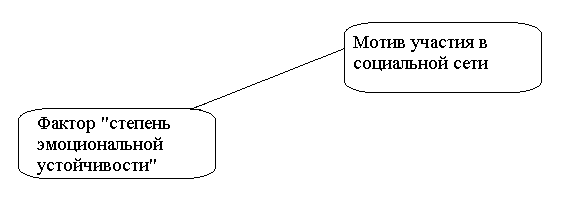 Мотив участия в
социальной сети
Фактор "степень
эмоциональной
устойчивости"